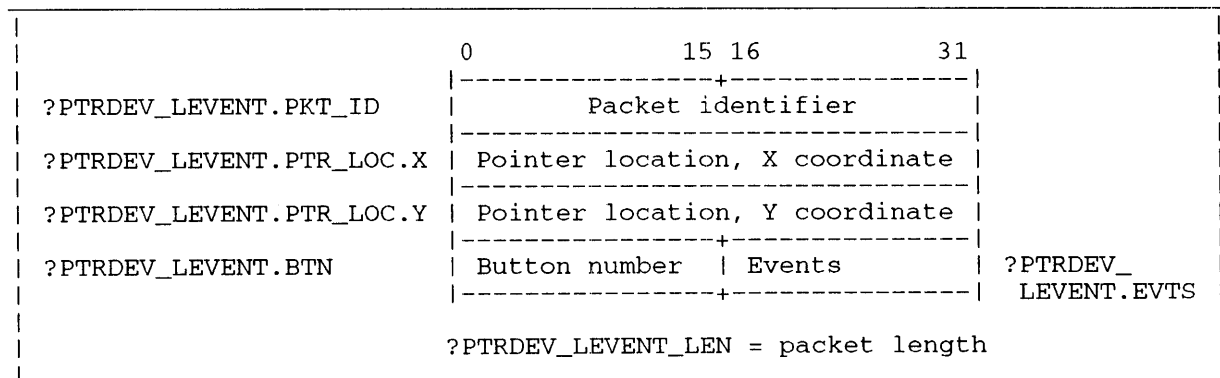 0 15 16 31
|----------------+---------------|
?PTRDEV_LEVENT.PKT_ID | Packet identifier |
|--------------------------------|
?PTRDEV_LEVENT.PTR_LOC.X | Pointer location, X coordinate |
|--------------------------------|
?PTRDEV_LEVENT.PTR_LOC.Y | Pointer location, Y coordinate |
|----------------+---------------|
?PTRDEV_LEVENT.BTN | Button number | Events | ?PTRDEV_
|----------------+---------------| LEVENT.EVTS
?PTRDEV_LEVENT_LEN = packet length